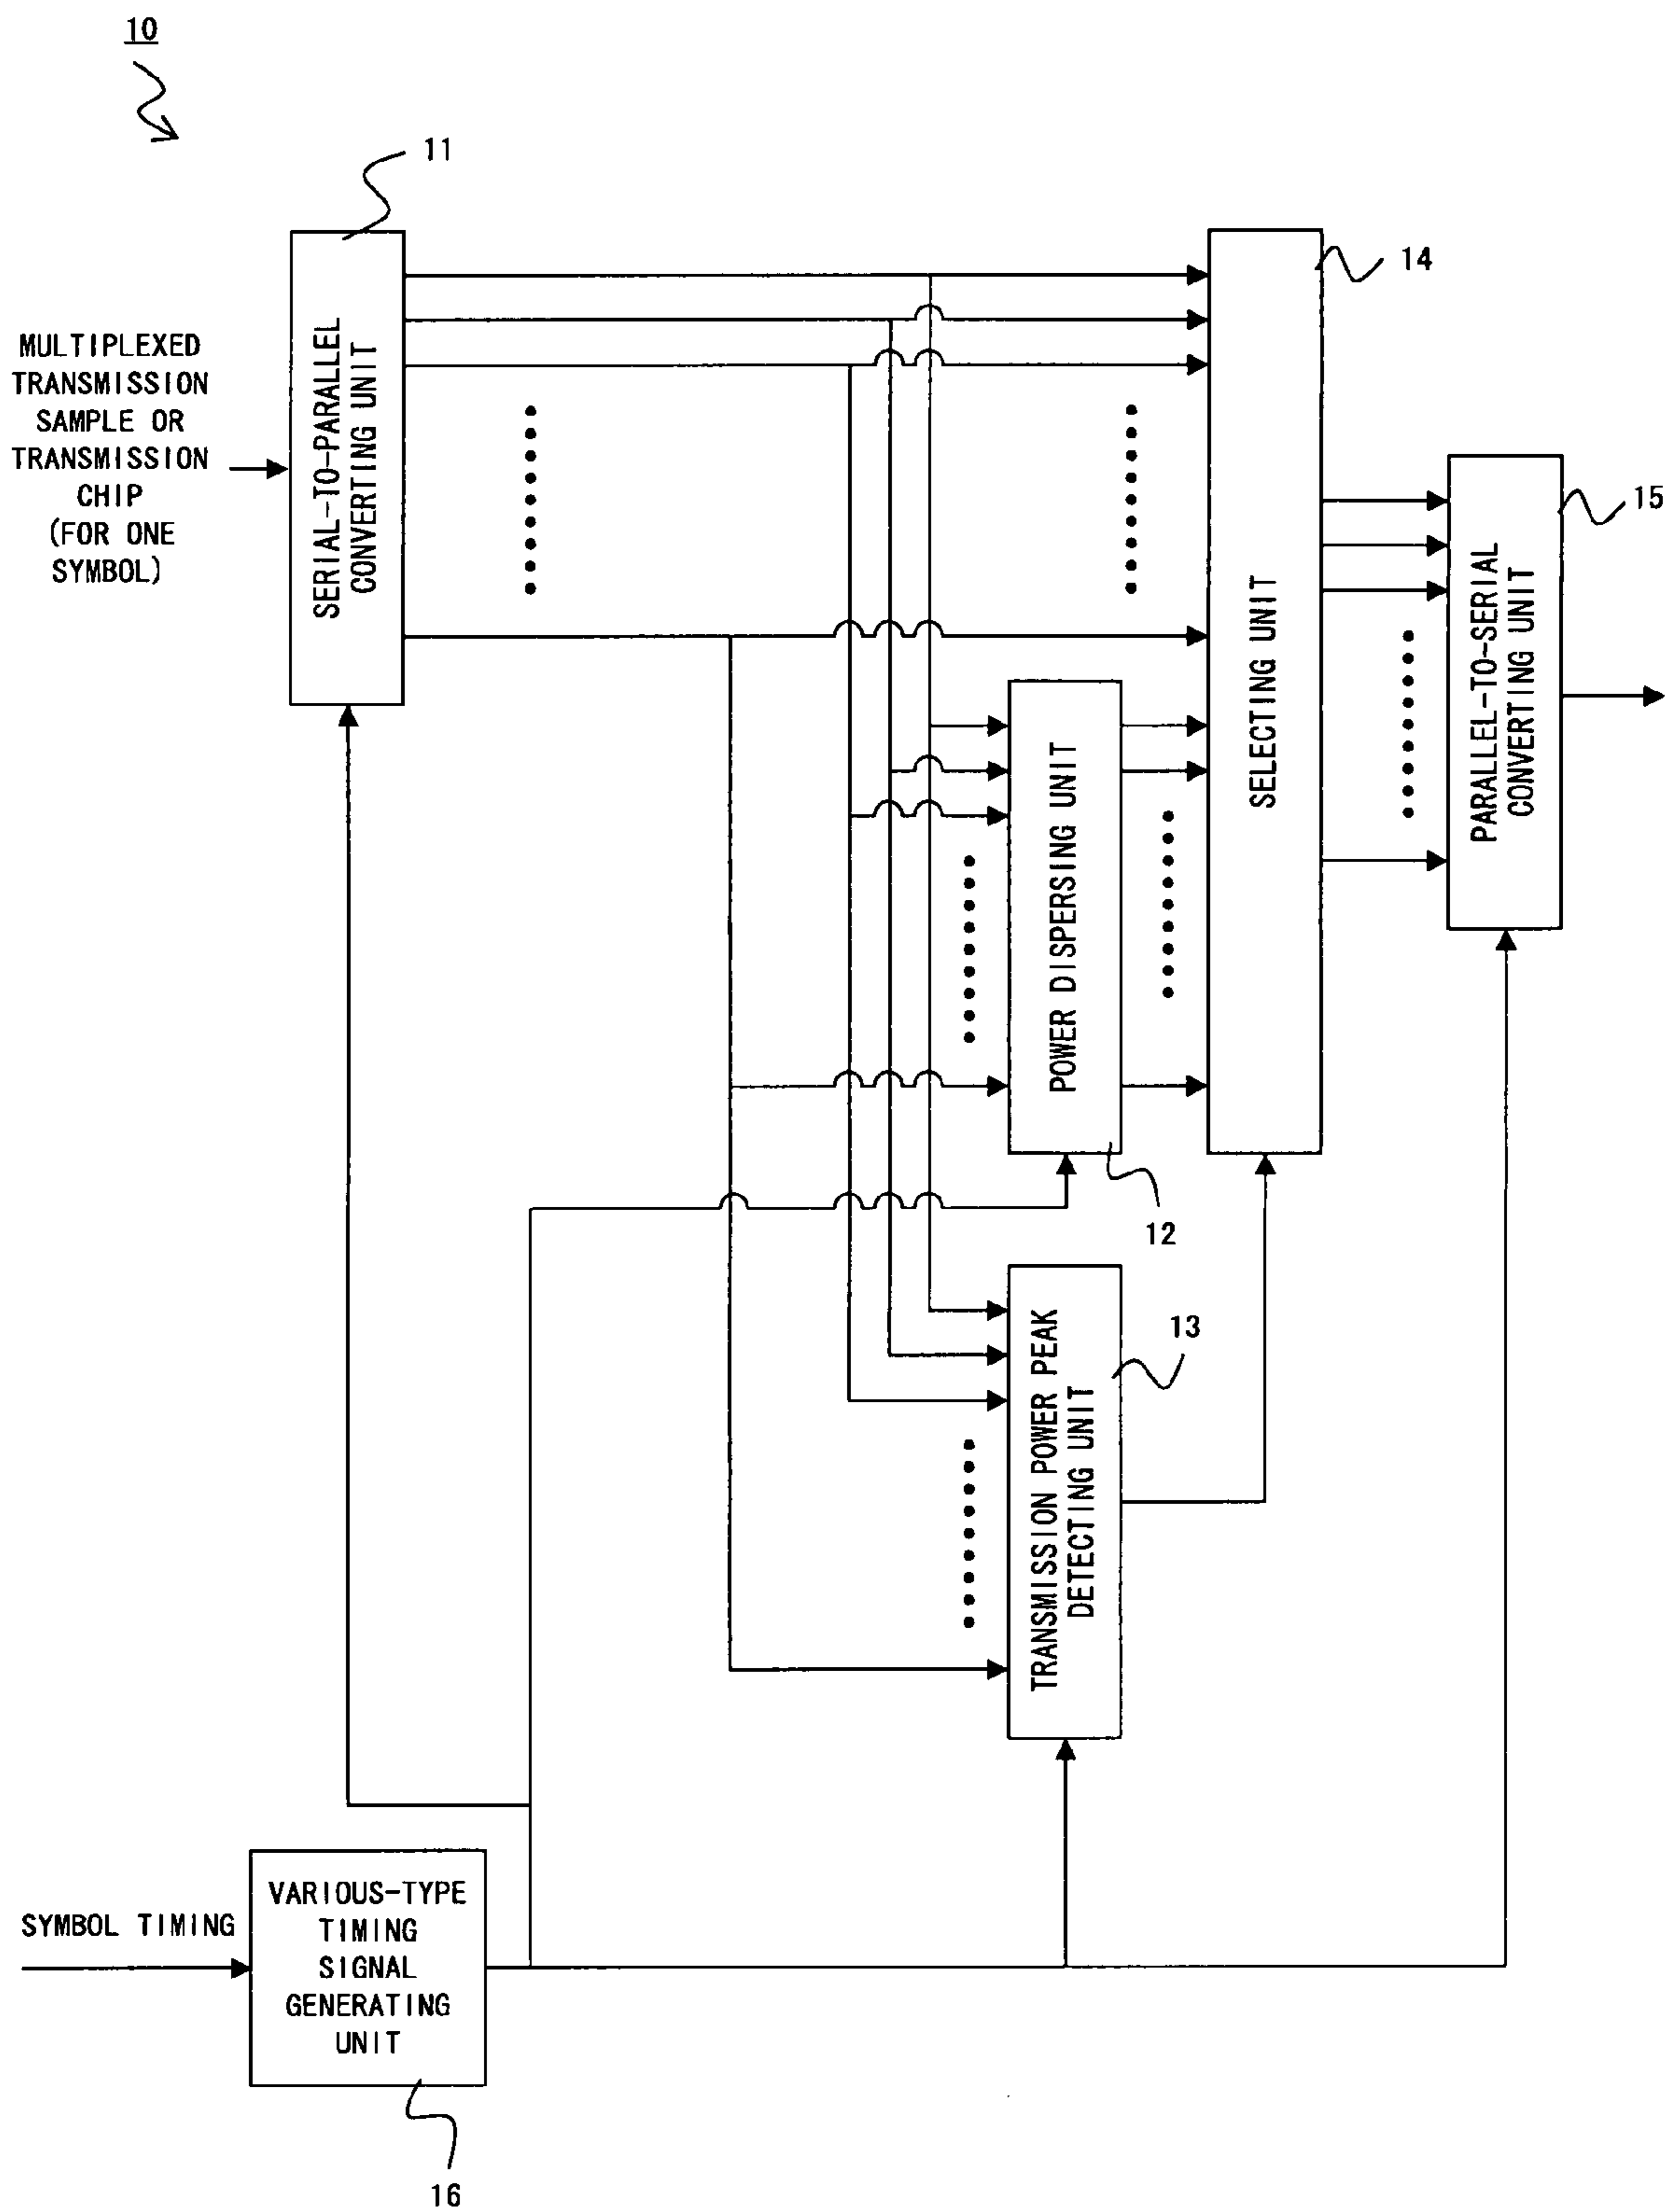 10
11
14
MULTIPLEXED
TRANSMISSION
SAMPLE OR
TRANSMISSION
CHIP
(FOR ONE
SYMBOL)
SERIAL-TO-PARALLEL
CONVERTING UNIT
SELECTING UNIT
15
PARALLEL-TO-SERIAL
CONVERTING UNIT
POWER DISPERSING UNIT
12
13
TRANSMISSION POWER PEAK
DETECTING UNIT
SYMBOL TIMING
VARIOUS-TYPE
TIMING
SIGNAL
GENERATING
UNIT
16